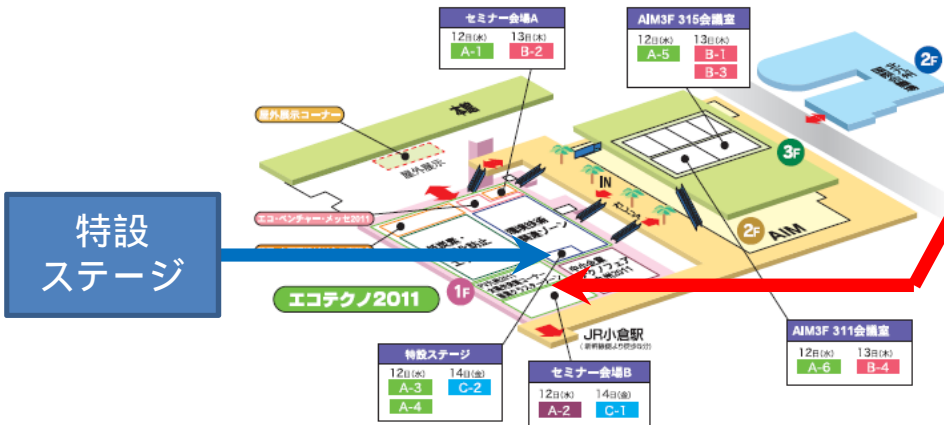 セミナー会場A
12日(水) 13日(木)
A-1 B-2
AIM3F 315会議室
12日(水) 13日(木)
A-5 B-1
B-3
2F
屋外展示コーナー
屋外展示
3F
IN
エコ・ベンチャー・メッセ2011
2F
AIM
特設
ステージ
エコテクノ2011
1F
JR小倉駅
特設ステージ
12日(水) 14日(金)
A-3 C-2
A-4
セミナー会場B
12日(水) 14日(金)
A-2 C-1
AIM3F 311会議室
12日(水) 13日(木)
A-6 B-4